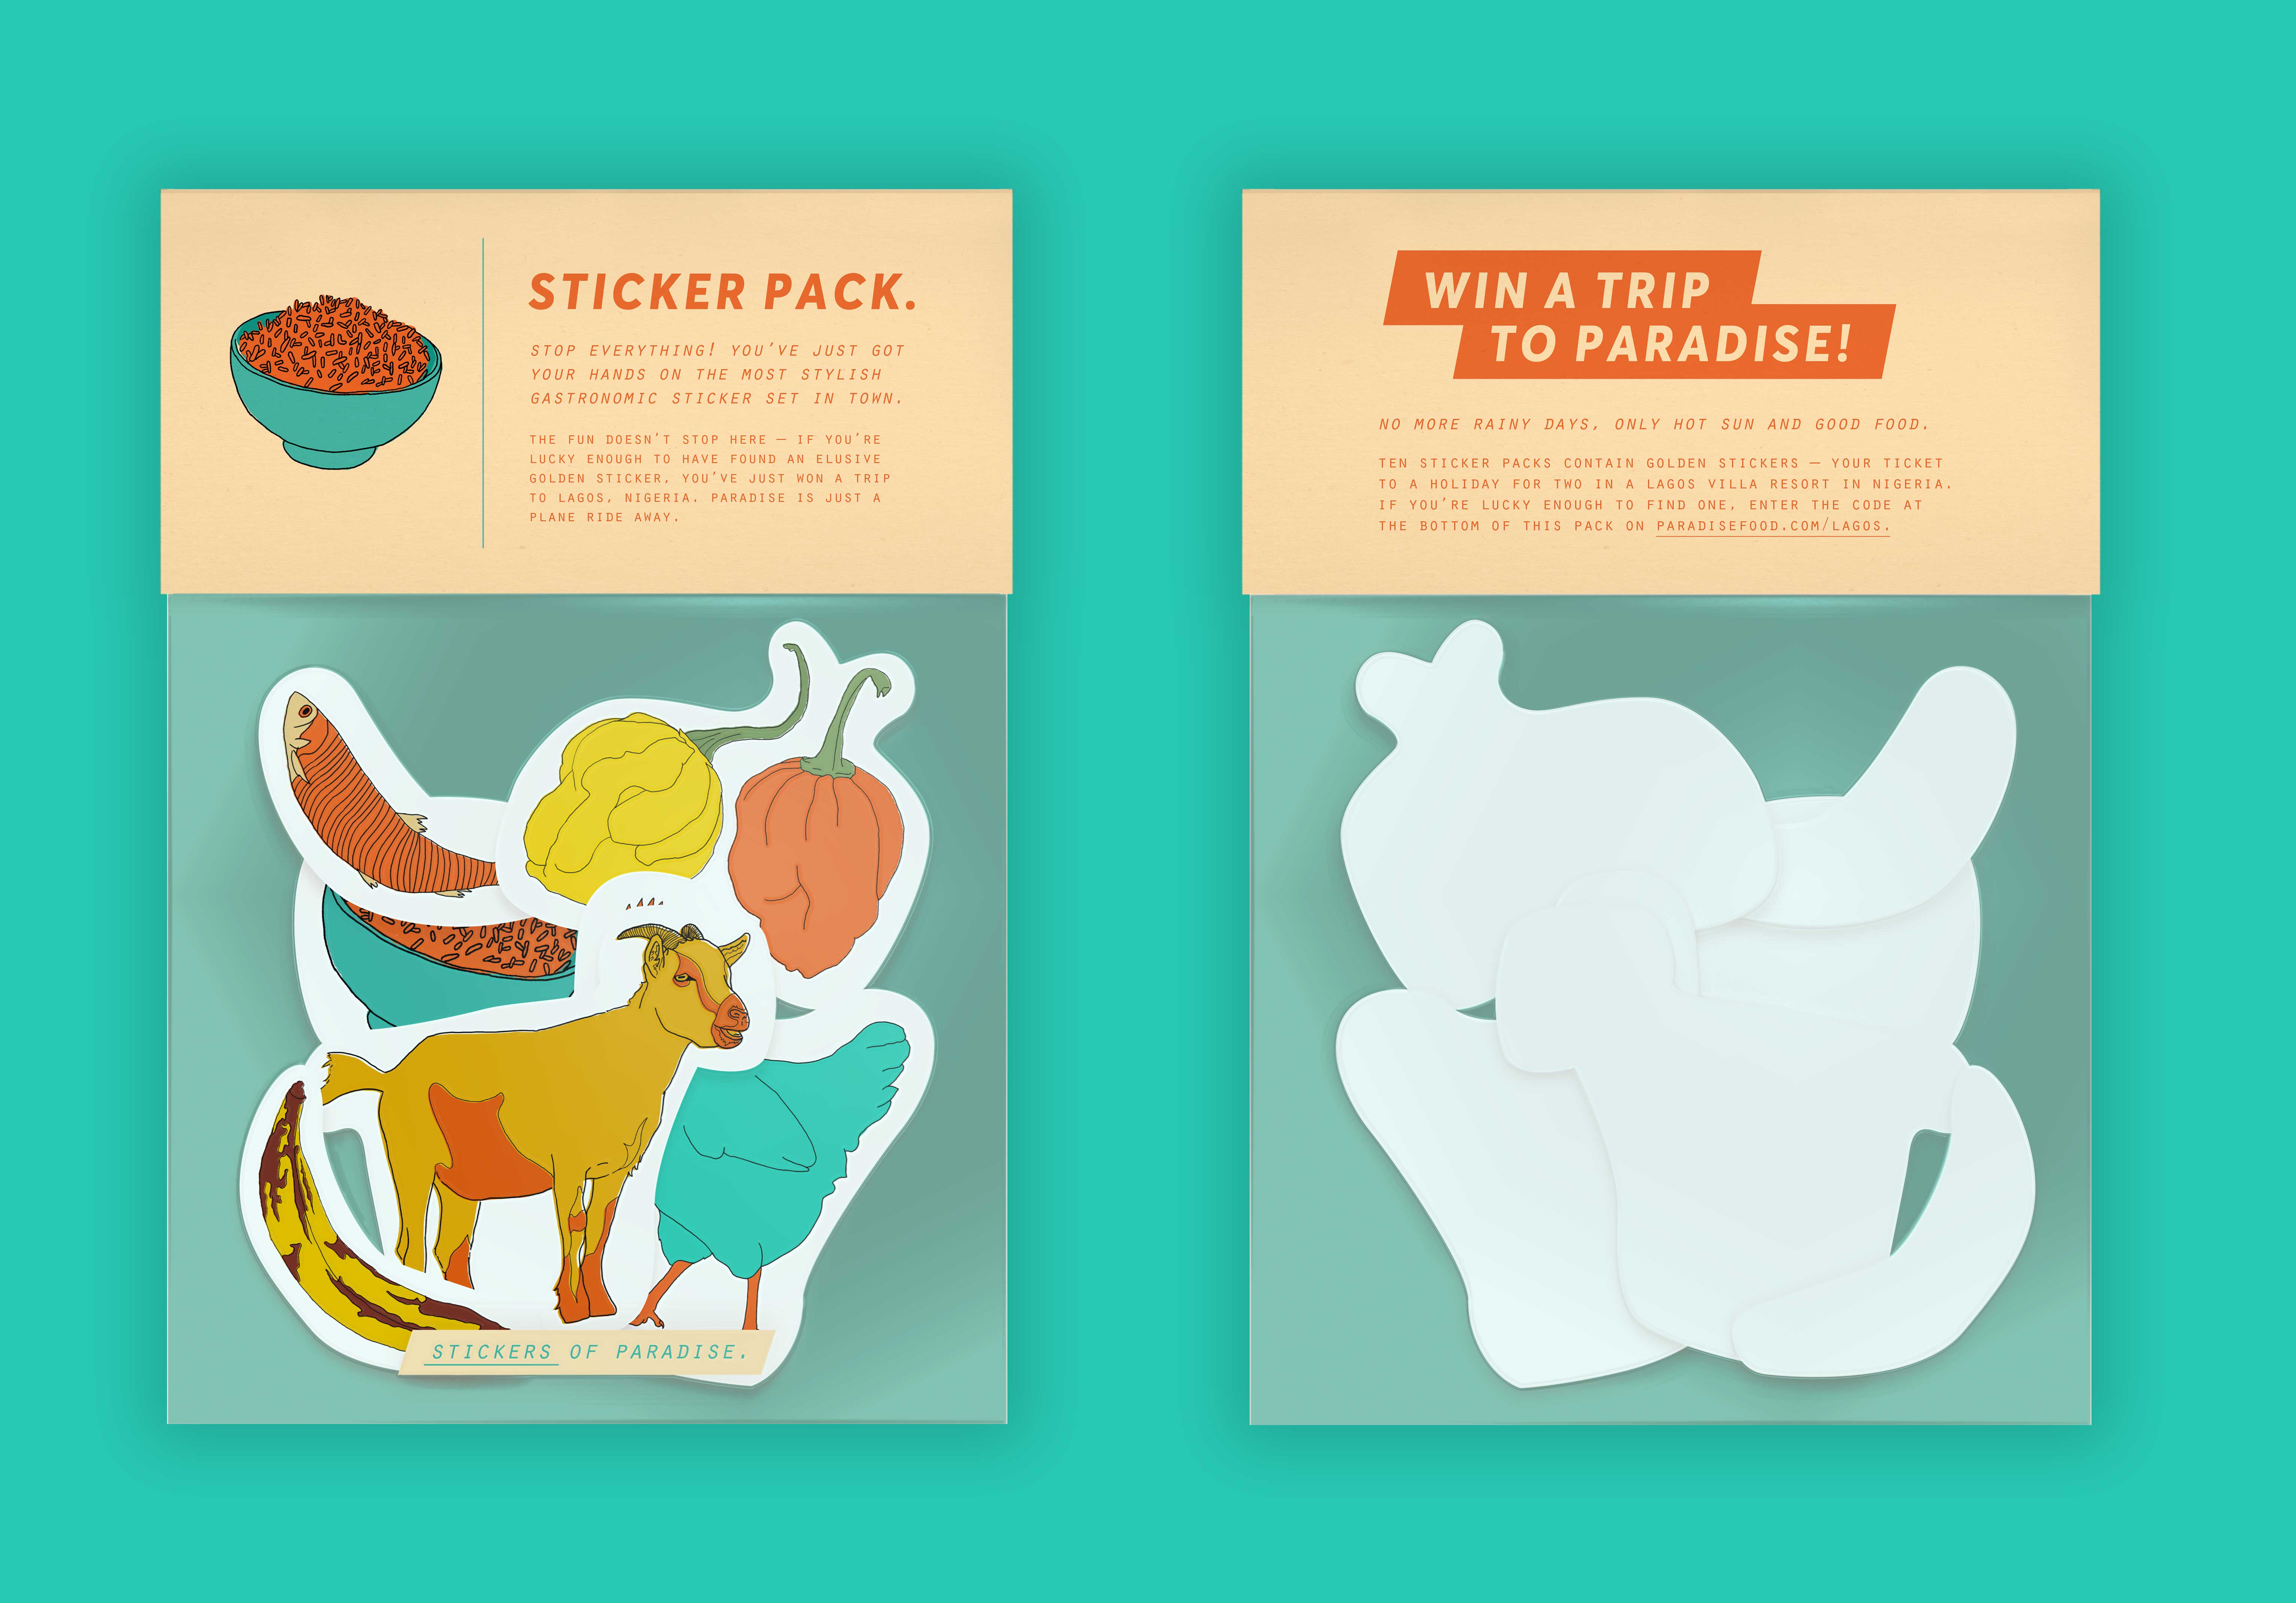 STICKER PACK.
STOP EVERYTHING! YOU'VE JUST GOT
YOUR HANDS ON THE MOST STYLISH
GASTRONOMIC STICKER SET IN TOWN.
THE FUN DOESN'T STOP HERE – IF YOU'RE
LUCKY ENOUGH TO HAVE FOUND AN ELUSIVE
GOLDEN STICKER, YOU'VE JUST WON A TRIP
TO LAGOS, NIGERIA. PARADISE IS JUST A
PLANE RIDE AWAY.
STICKERS OF PARADISE.
WIN A TRIP
TO PARADISE!
NO MORE RAINY DAYS, ONLY HOT SUN AND GOOD FOOD.
TEN STICKER PACKS CONTAIN GOLDEN STICKERS – YOUR TICKET
TO A HOLIDAY FOR TWO IN A LAGOS VILLA RESORT IN NIGERIA.
IF YOU'RE LUCKY ENOUGH TO FIND ONE, ENTER THE CODE AT
THE BOTTOM OF THIS PACK ON PARADISEFOOD.COM/LAGOS.